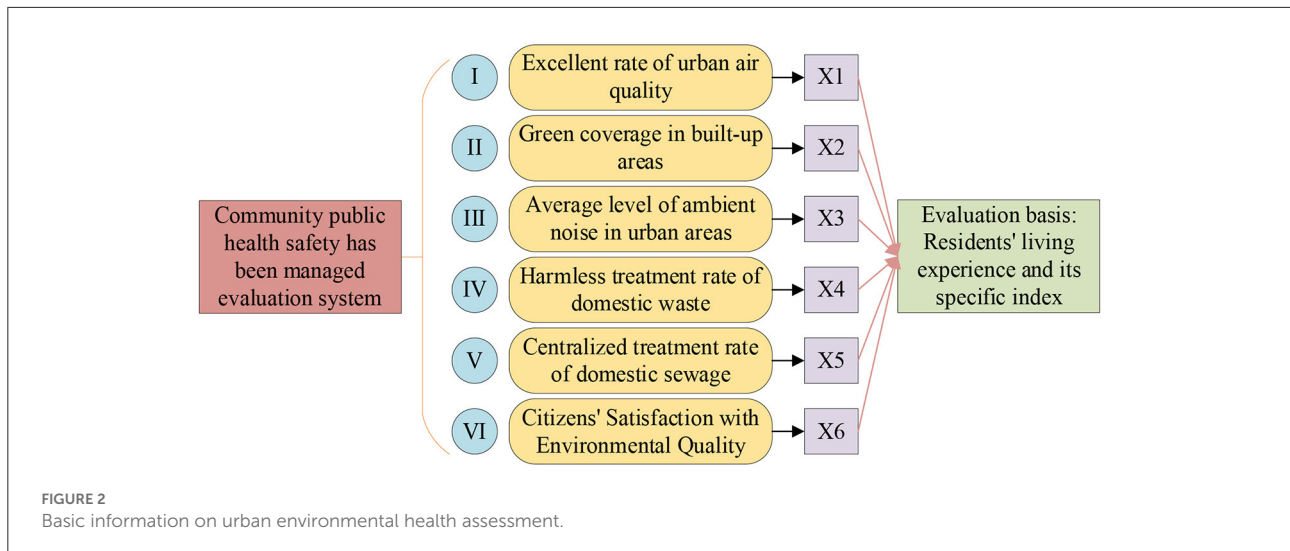 Community public
health safety has
been managed
evaluation system
I
Excellent rate of urban air
quality
X1
II
Green coverage in built-up
areas
X2
III
Average level of ambient
noise in urban areas
X3
IV
Harmless treatment rate of
domestic waste
X4
V
Centralized treatment rate
of domestic sewage
X5
VI
Citizens' Satisfaction with
Environmental Quality
X6
Evaluation basis:
Residents' living
experience and its
specific index
FIGURE 2
Basic information on urban environmental health assessment.